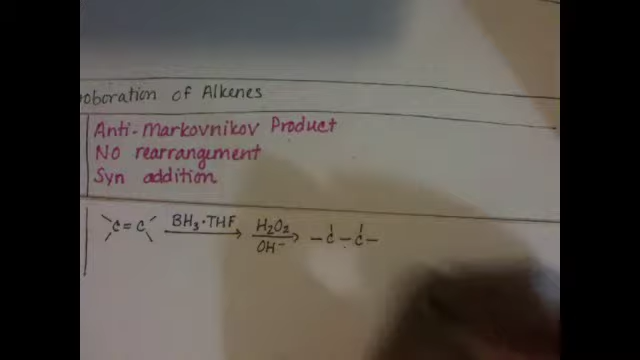 oboration of Alkenes
Anti-Markovnikov Product
No rearrangement
Syn addition
C=C BH3·THF H2O2 OH- -C-C-